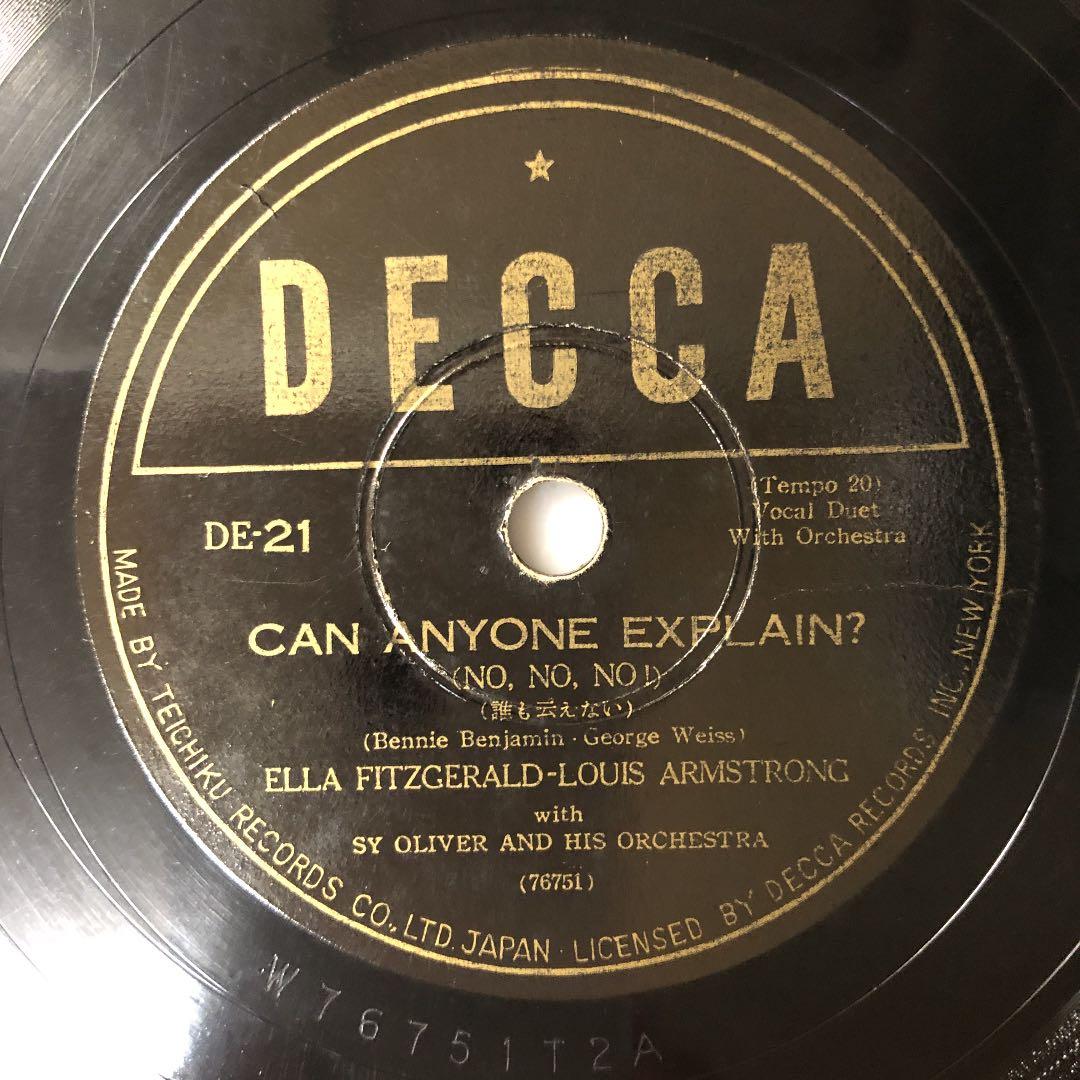 DECCA
DE-21
(Tempo 20)
Vocal Duet
With Orchestra
CAN ANYONE EXPLAIN?
(NO, NO, NO!)
(誰も云えない)
(Bennie Benjamin · George Weiss)
ELLA FITZGERALD-LOUIS ARMSTRONG
with
SY OLIVER AND HIS ORCHESTRA
(76751)
MADE BY TEICHIKU RECORDS CO., LTD. JAPAN · LICENSED BY DECCA RECORDS INC. NEW YORK
W76751T2A